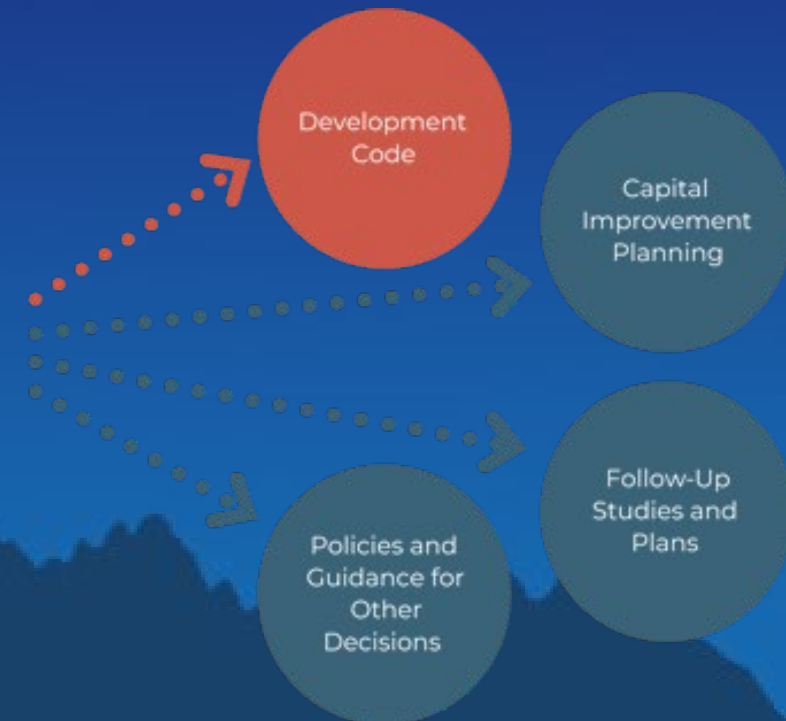 Development
Code
Capital
Improvement
Planning
Follow-Up
Studies and
Plans
Policies and
Guidance for
Other
Decisions